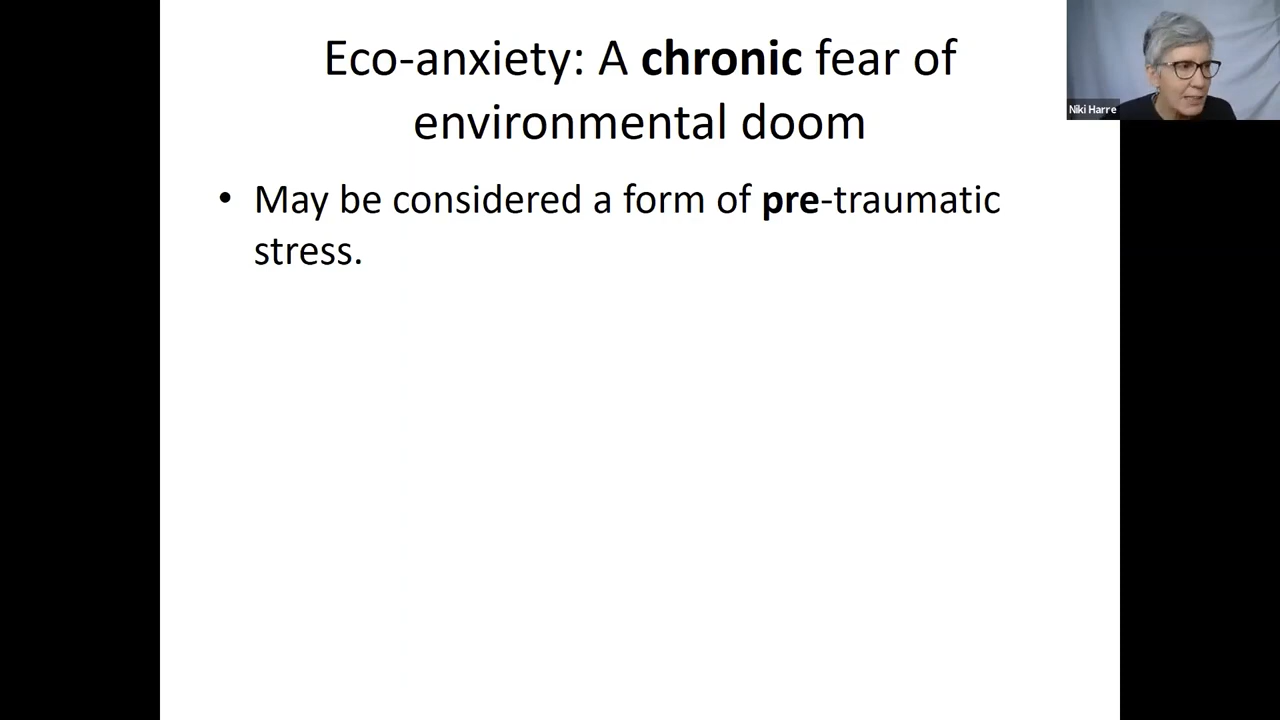 Eco-anxiety: A chronic fear of
environmental doom
Niki Harre
• May be considered a form of pre-traumatic
stress.